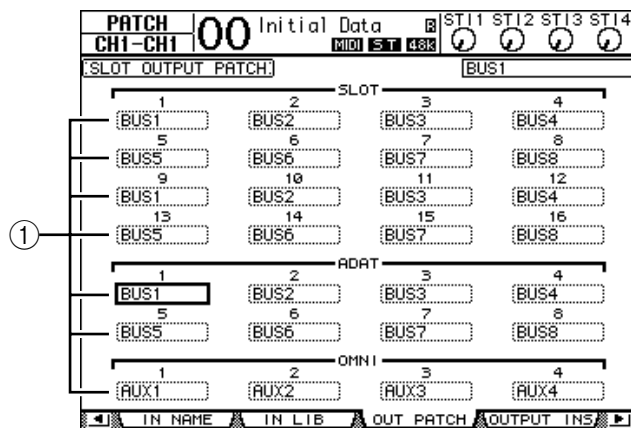 PATCH
CH1-CH1
00 Initial Data R
MIDI ST 48k
STI1 STI2 STI3 STI4
SLOT OUTPUT PATCH
BUS1
SLOT
1 2 3 4
BUS1 BUS2 BUS3 BUS4
5 6 7 8
BUS5 BUS6 BUS7 BUS8
9 10 11 12
BUS1 BUS2 BUS3 BUS4
13 14 15 16
1
BUS5 BUS6 BUS7 BUS8
ADAT
1 2 3 4
BUS1 BUS2 BUS3 BUS4
5 6 7 8
BUS5 BUS6 BUS7 BUS8
OMNI
1 2 3 4
AUX1 AUX2 AUX3 AUX4
IN NAME IN LIB OUT PATCH OUTPUT INS